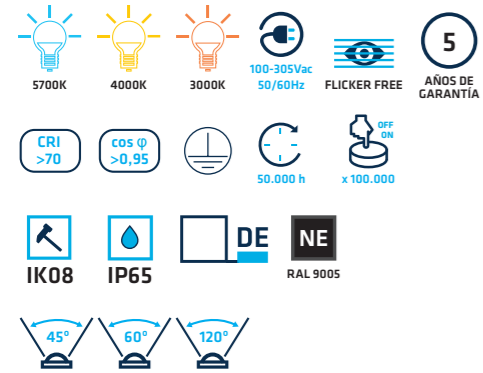 5700K
4000K
3000K
100-305Vac
50/60Hz
FLICKER FREE
5
AÑOS DE
GARANTÍA
CRI
>70
cos φ
>0,95
50.000 h
OFF
ON
x 100.000
IK08
IP65
DE
NE
RAL 9005
45°
60°
120°